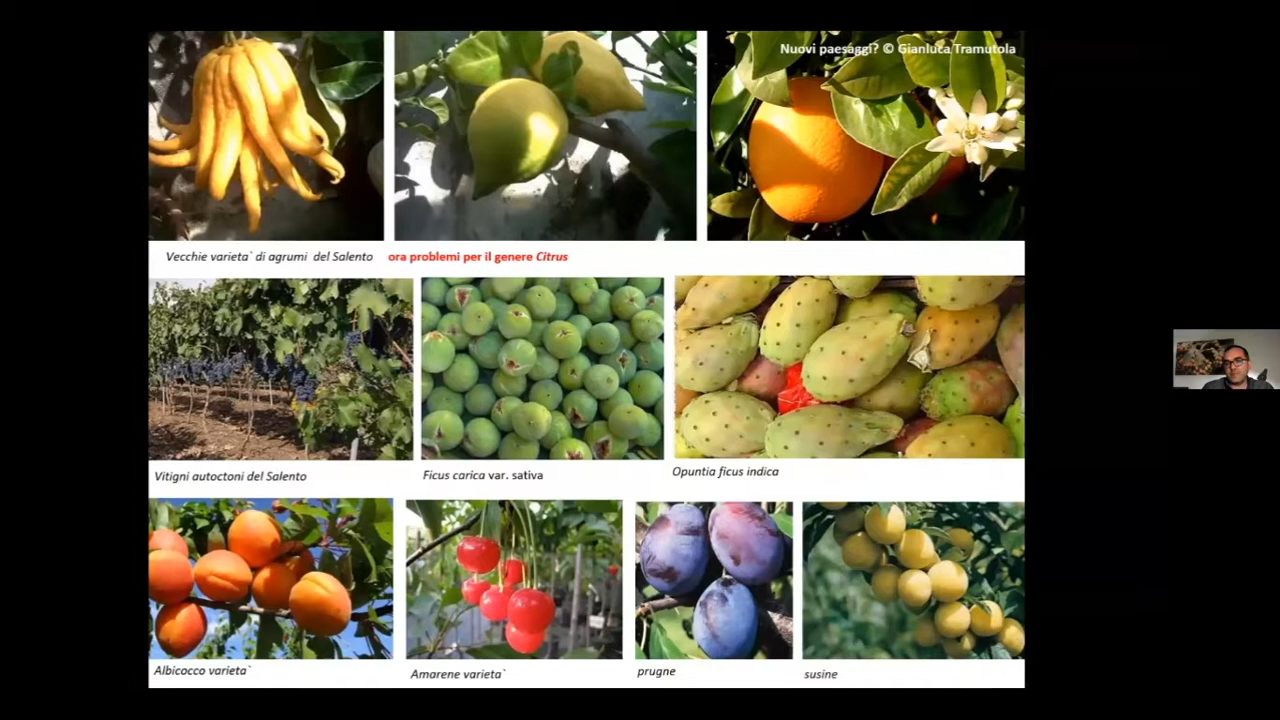 Nuovi paesaggi? © Gianluca Tramutola
Vecchie varieta` di agrumi del Salento ora problemi per il genere Citrus
Vitigni autoctoni del Salento
Ficus carica var. sativa
Opuntia ficus indica
Albicocco varieta`
Amarene varieta`
prugne
susine